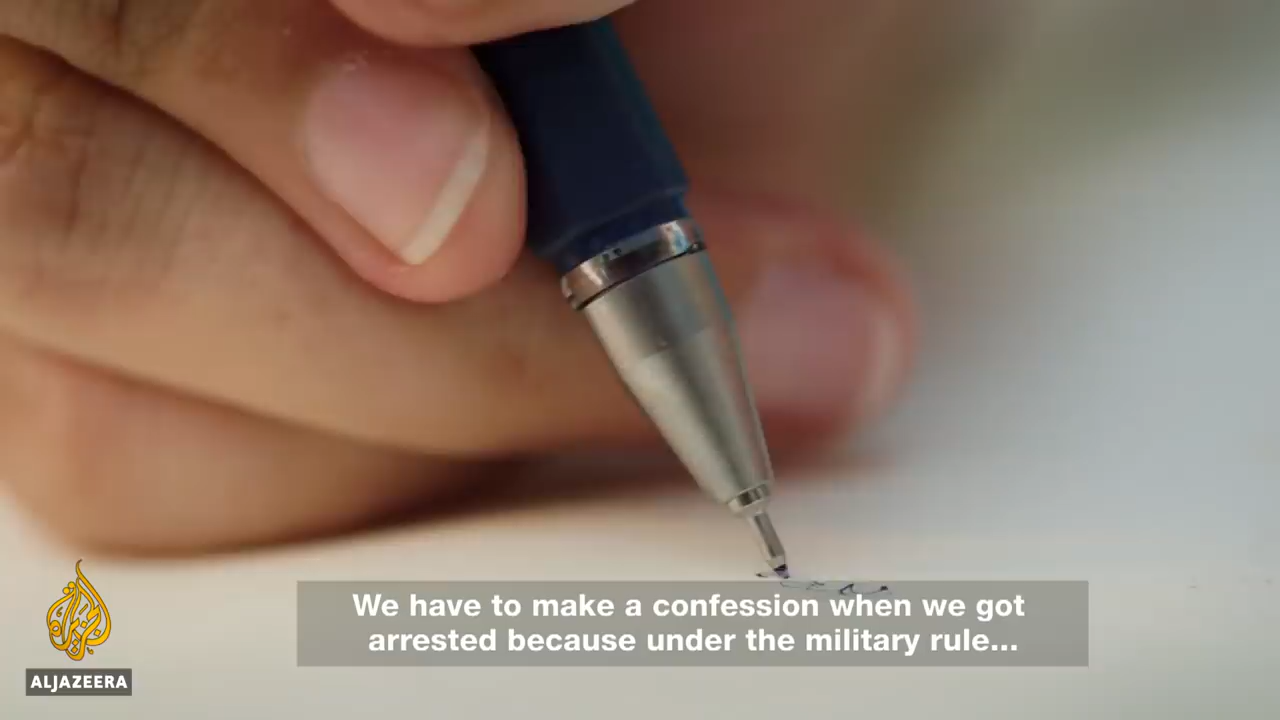 We have to make a confession when we got
arrested because under the military rule...
ALJAZEERA